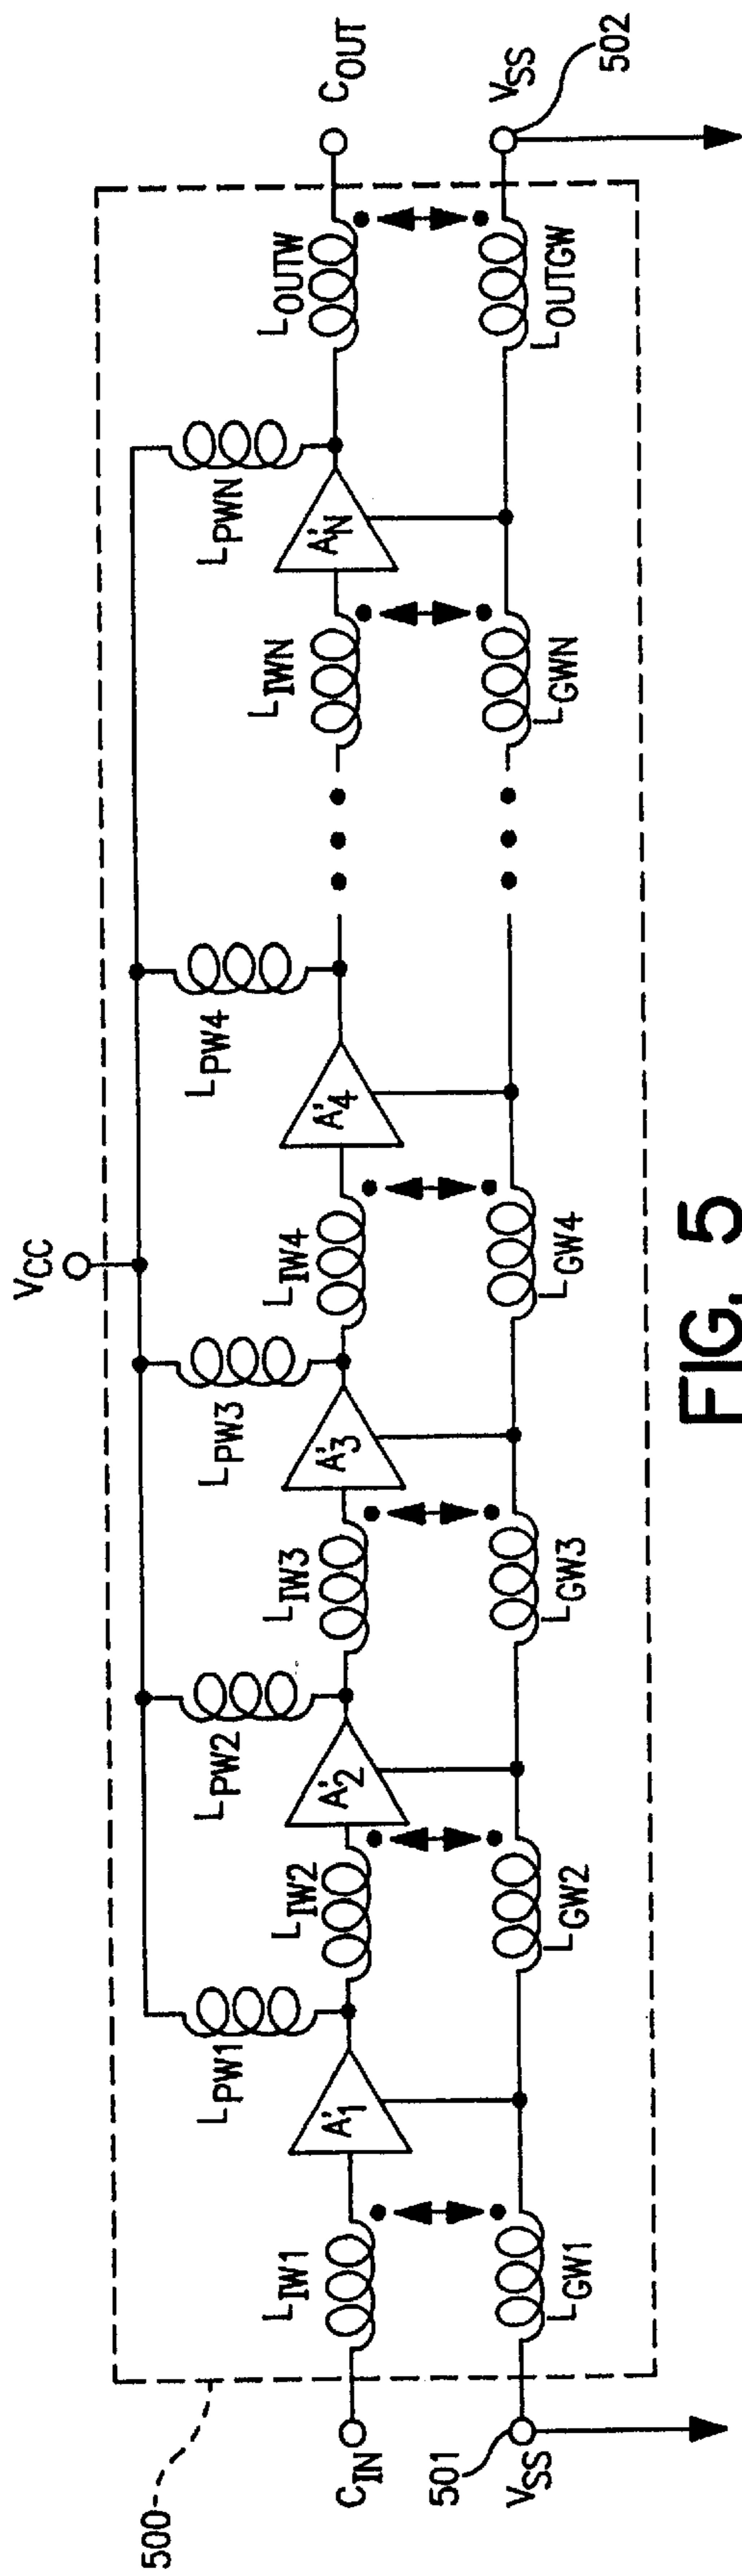 V_CC
500
L_PW1
L_PW2
L_PW3
L_PW4
L_PWN
C_IN
L_IW1
A'_1
L_IW2
A'_2
L_IW3
A'_3
L_IW4
A'_4
L_IWN
A'_N
L_OUTW
C_OUT
501
V_SS
L_GW1
L_GW2
L_GW3
L_GW4
L_GWN
L_OUTGW
V_SS
502
FIG. 5